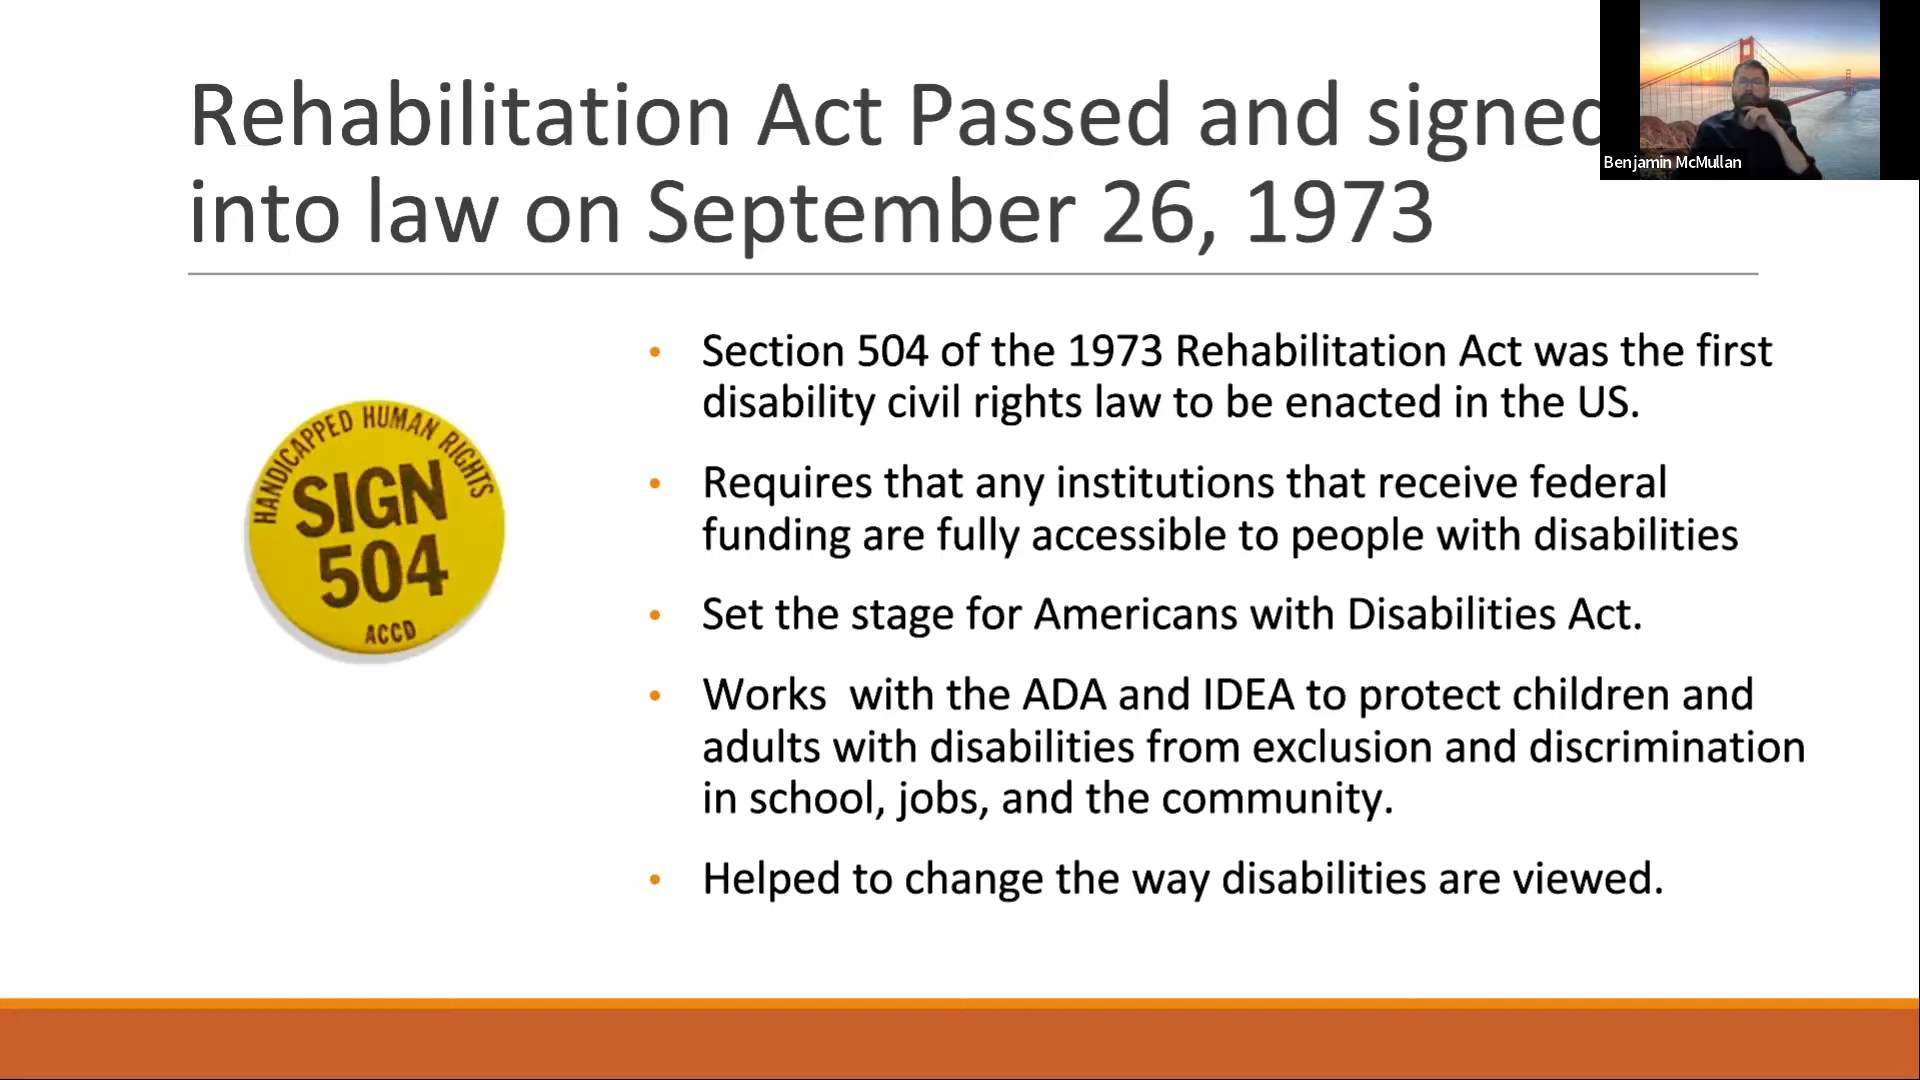 Rehabilitation Act Passed and signed
into law on September 26, 1973
Benjamin McMullan
HANDICAPPED HUMAN RIGHTS
SIGN
504
ACCD
• Section 504 of the 1973 Rehabilitation Act was the first
disability civil rights law to be enacted in the US.
• Requires that any institutions that receive federal
funding are fully accessible to people with disabilities
• Set the stage for Americans with Disabilities Act.
• Works  with the ADA and IDEA to protect children and
adults with disabilities from exclusion and discrimination
in school, jobs, and the community.
• Helped to change the way disabilities are viewed.